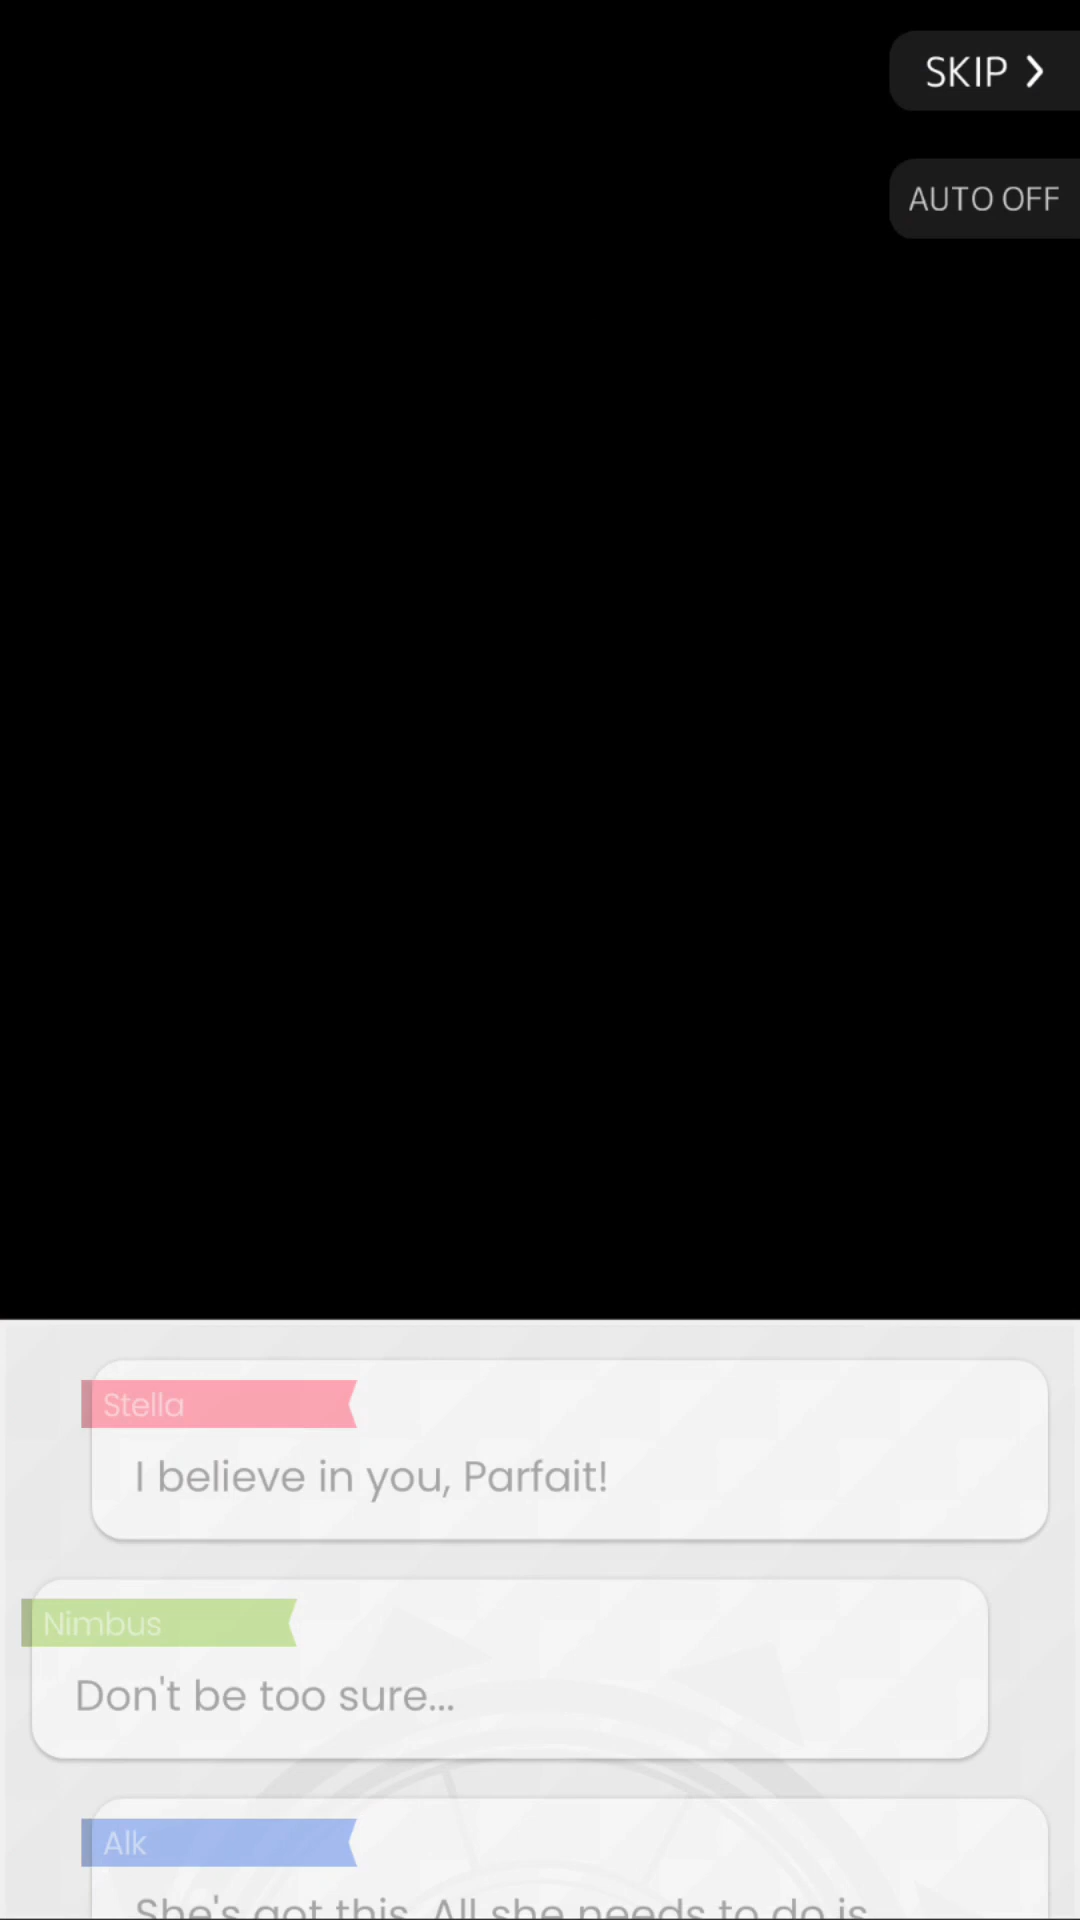 SKIP
AUTO OFF
Stella
I believe in you, Parfait!
Nimbus
Don't be too sure...
Alk
She's got this. All she needs to do is